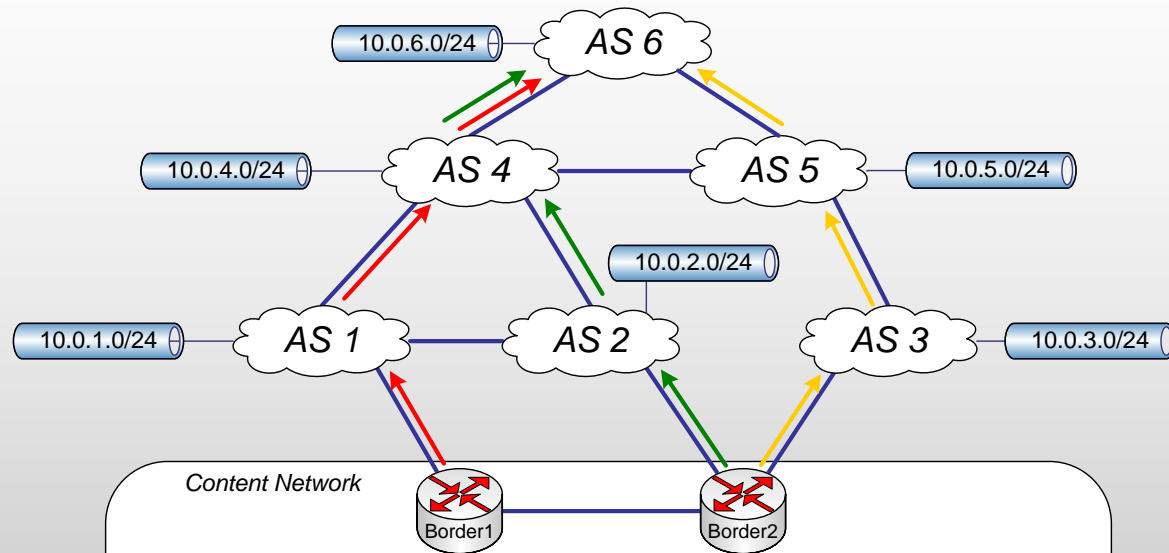 10.0.6.0/24
AS 6
10.0.4.0/24
AS 4
AS 5
10.0.5.0/24
10.0.2.0/24
10.0.1.0/24
AS 1
AS 2
AS 3
10.0.3.0/24
Content Network
Border1
Border2